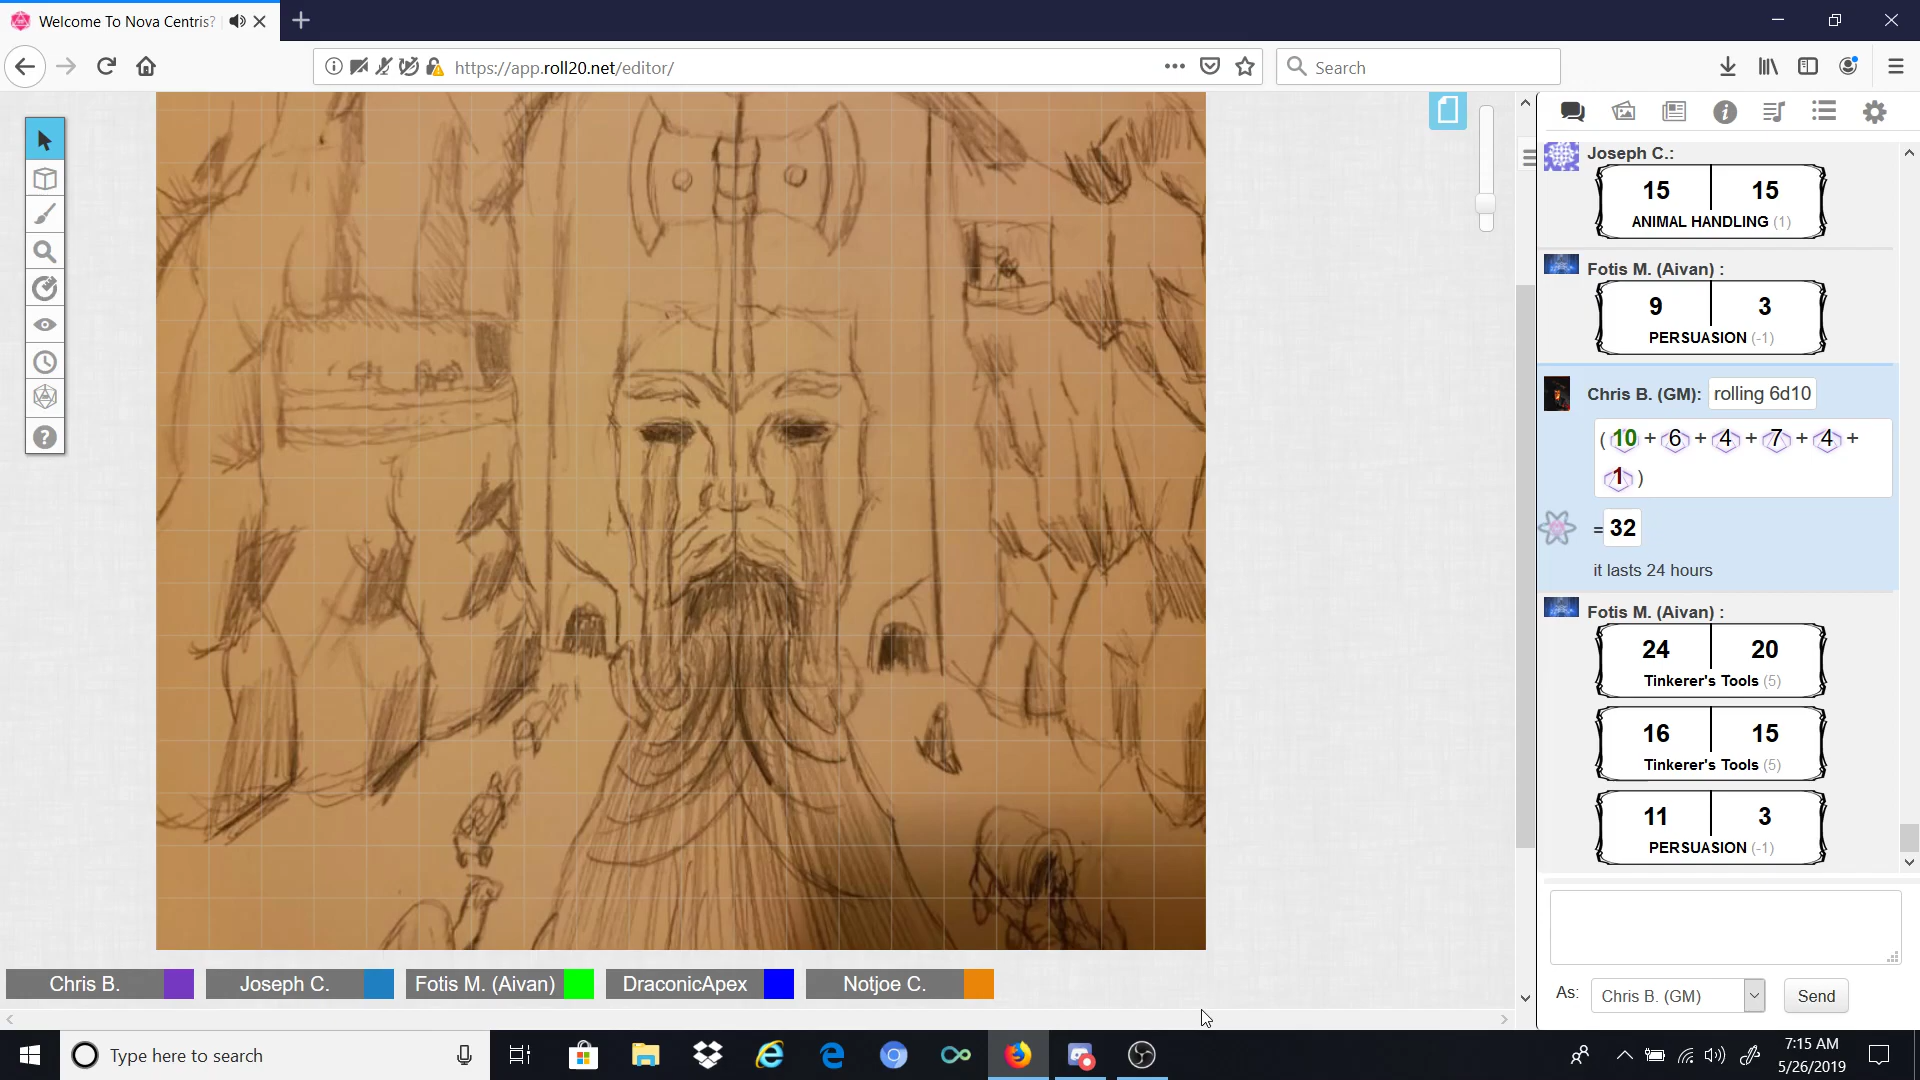 Welcome To Nova Centris?
https://app.roll20.net/editor/
Search
Joseph C.:
15 15
ANIMAL HANDLING (1)
Fotis M. (Aivan) :
9 3
PERSUASION (-1)
Chris B. (GM): rolling 6d10
(10 + 6 + 4 + 7 + 4 +
1)
=32
it lasts 24 hours
Fotis M. (Aivan) :
24 20
Tinkerer's Tools (5)
16 15
Tinkerer's Tools (5)
11 3
PERSUASION (-1)
As: Chris B. (GM) Send
Chris B. Joseph C. Fotis M. (Aivan) DraconicApex Notjoe C.
Type here to search
7:15 AM
5/26/2019